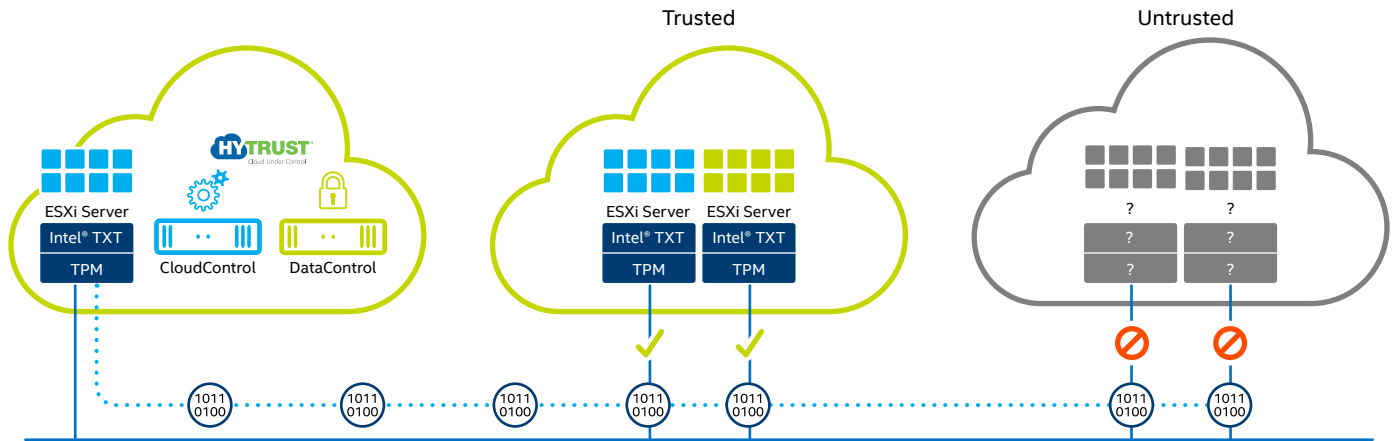 Trusted
Untrusted
HYTRUST®
Cloud Under Control
ESXi Server
Intel® TXT
TPM
CloudControl
DataControl
ESXi Server
Intel® TXT
TPM
ESXi Server
Intel® TXT
TPM
?
?
?
?
?
?
1011
0100
1011
0100
1011
0100
1011
0100
1011
0100
1011
0100
1011
0100